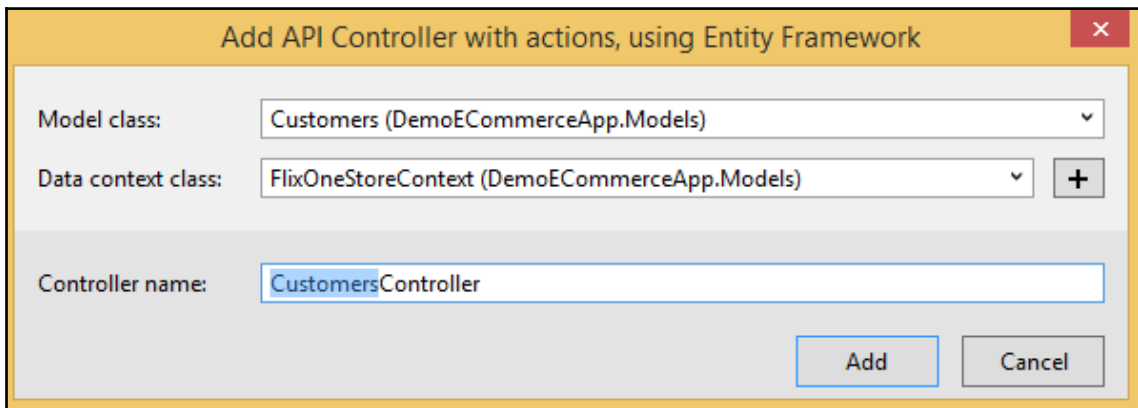 Add API Controller with actions, using Entity Framework
Model class: Customers (DemoECommerceApp.Models)
Data context class: FlixOneStoreContext (DemoECommerceApp.Models) +
Controller name: CustomersController
Add Cancel